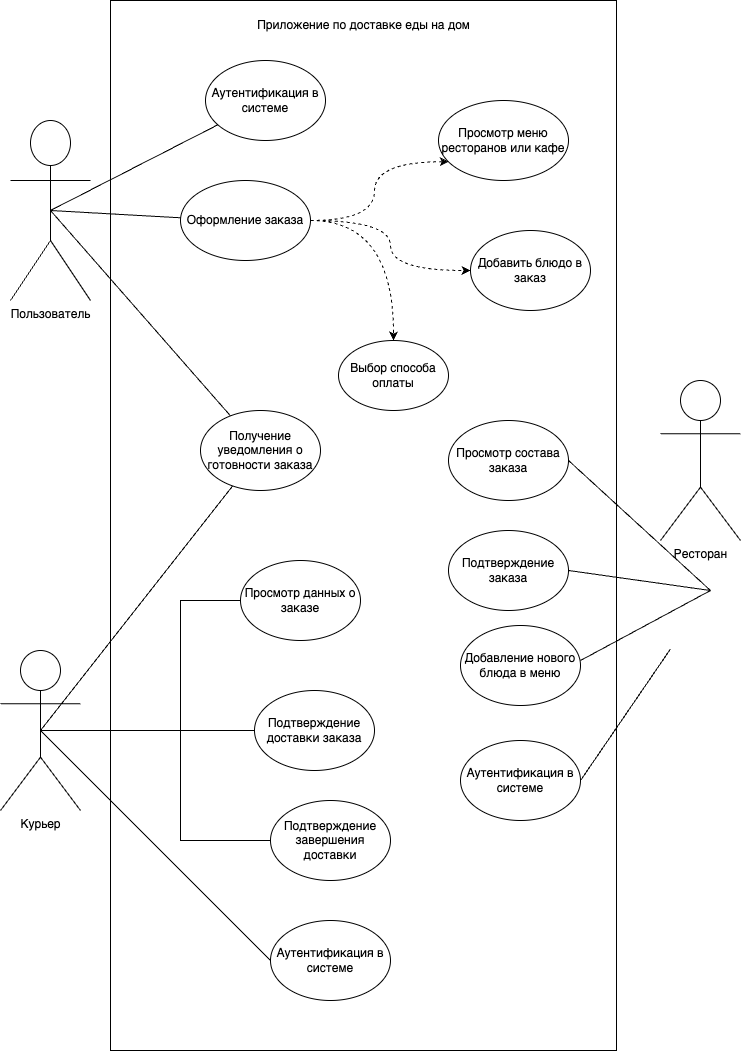 Приложение по доставке еды на дом
Аутентификация в
системе
Просмотр меню
ресторанов или кафе
Оформление заказа
Добавить блюдо в
заказ
Пользователь
Выбор способа
оплаты
Получение
уведомления о
готовности заказа
Просмотр состава
заказа
Ресторан
Подтверждение
заказа
Просмотр данных о
заказе
Добавление нового
блюда в меню
Подтверждение
доставки заказа
Аутентификация в
системе
Курьер
Подтверждение
завершения
доставки
Аутентификация в
системе